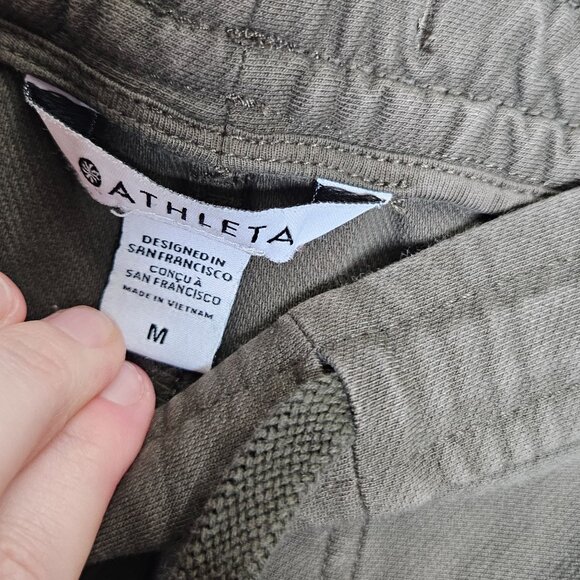 ATHLETA
DESIGNED IN
SAN FRANCISCO
CONÇU À
SAN FRANCISCO
MADE IN VIETNAM
M